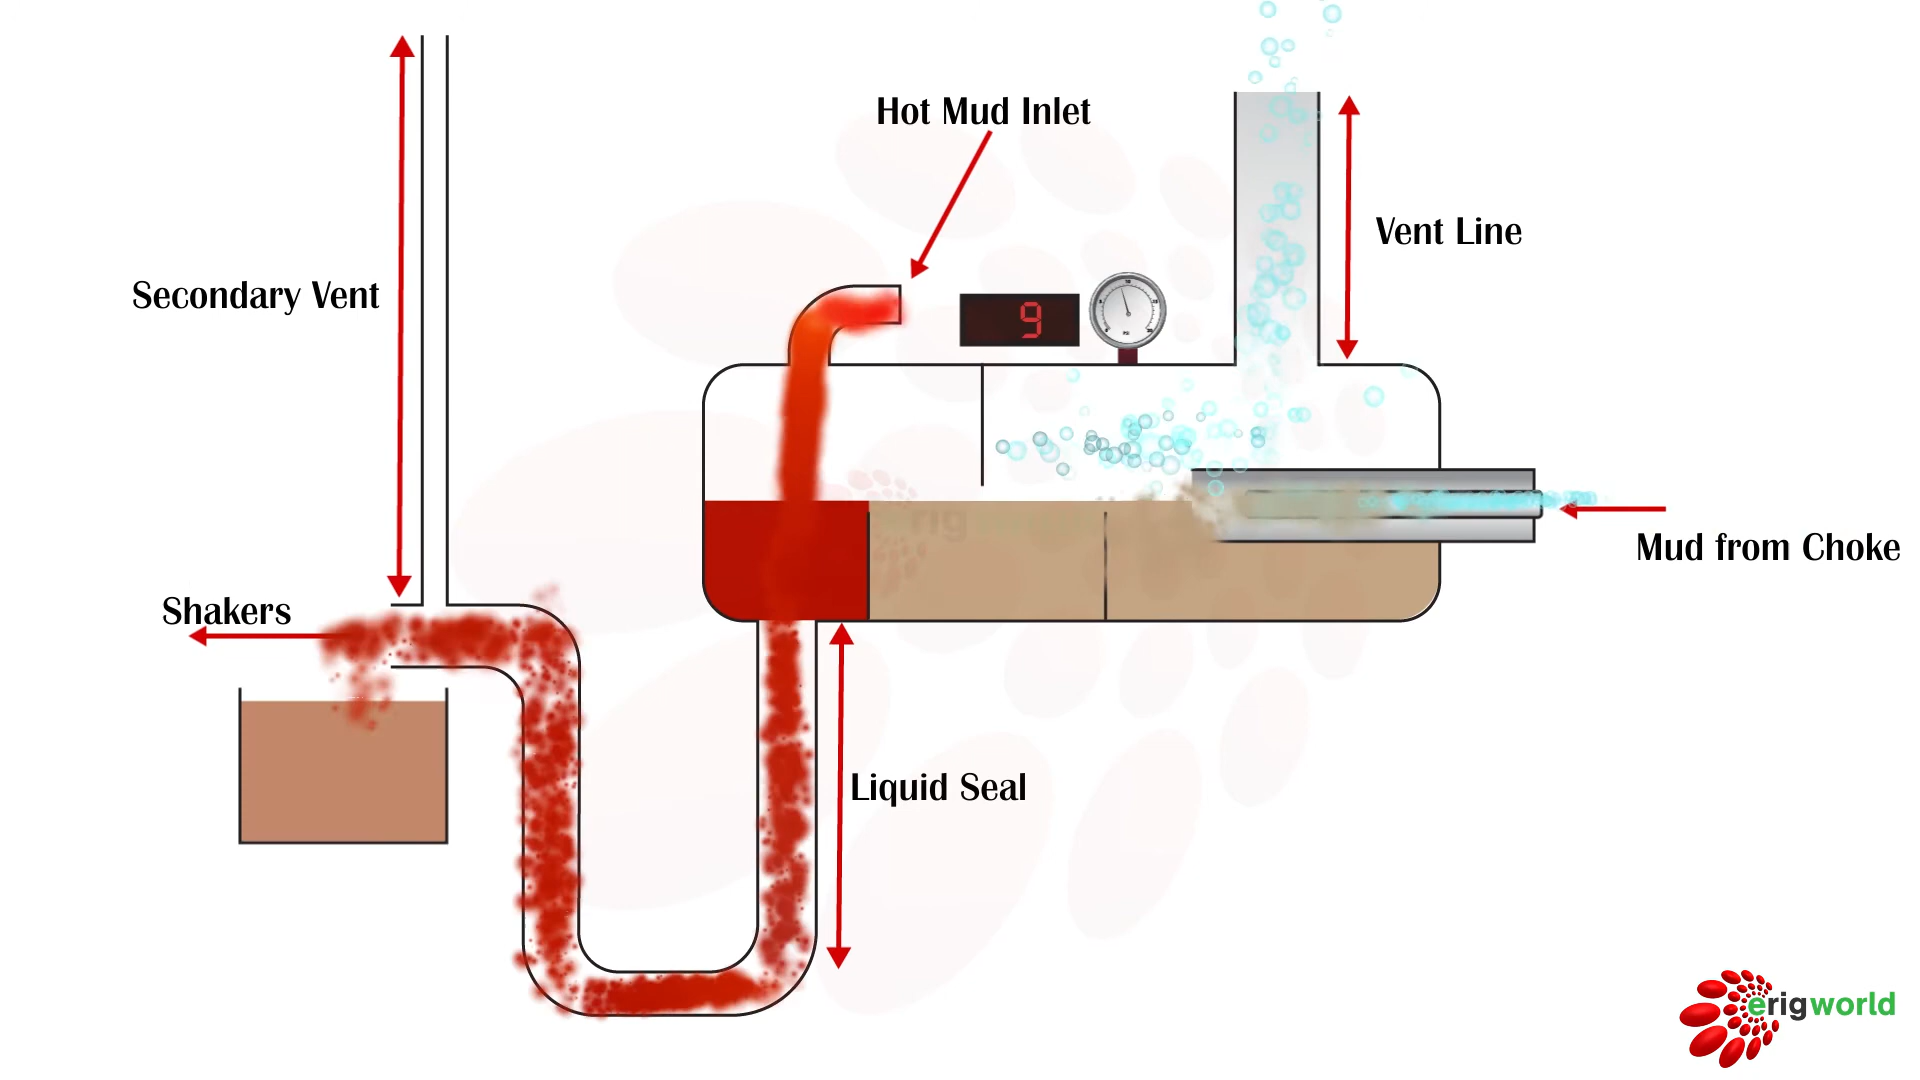 Hot Mud Inlet
Vent Line
Secondary Vent
9
Mud from Choke
Shakers
Liquid Seal
erigworld